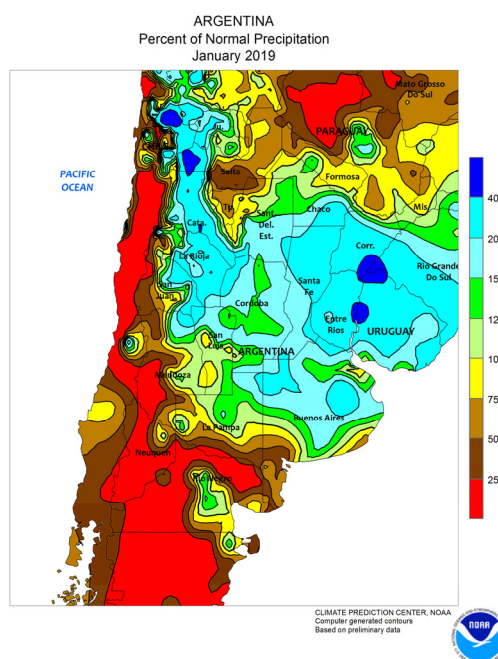 ARGENTINA
Percent of Normal Precipitation
January 2019
Mato Grosso
Do Sul
PARAGUAY
PACIFIC
OCEAN
Salta
Formosa
Tu.
Chaco
Mis.
Sant.
Del.
Est.
Cata.
Corr.
La Rioja
Rio Grande
Do Sul
Santa
Fe
San
Juan
Cordoba
Entre
Rios
URUGUAY
San
Luis
ARGENTINA
Mendoza
Buenos Aires
La Pampa
Neuquen
Rio Negro
40
20
15
12
10
75
50
25
CLIMATE PREDICTION CENTER, NOAA
Computer generated contours
Based on preliminary data
NOAA